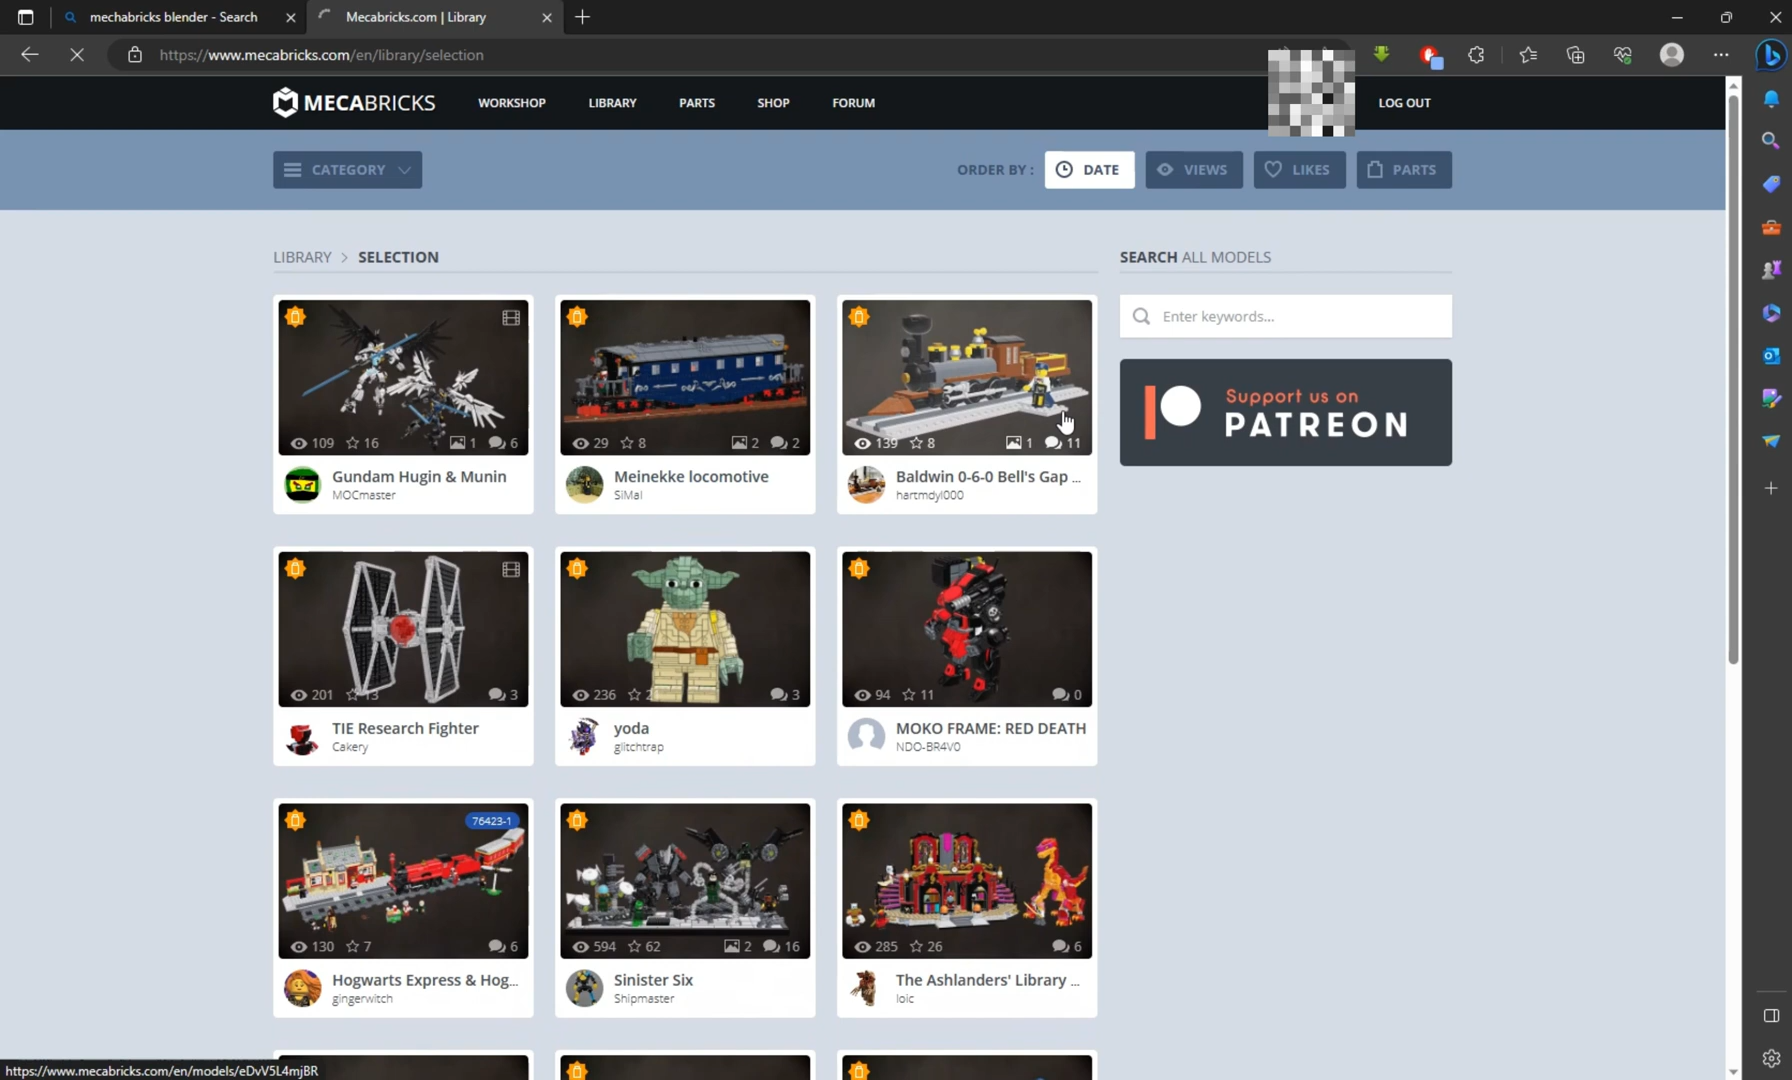 mechabricks blender - Search
Mecabricks.com | Library
https://www.mecabricks.com/en/library/selection
MECABRICKS
WORKSHOP
LIBRARY
PARTS
SHOP
FORUM
LOG OUT
CATEGORY
ORDER BY :
DATE
VIEWS
LIKES
PARTS
LIBRARY > SELECTION
SEARCH ALL MODELS
Enter keywords...
Support us on
PATREON
109 16 1 6
Gundam Hugin & Munin
MOCmaster
29 8 2 2
Meinekke locomotive
SiMal
139 8 1 11
Baldwin 0-6-0 Bell's Gap ...
hartmdyl000
201 13 3
TIE Research Fighter
Cakery
236 3
yoda
glitchtrap
94 11 0
MOKO FRAME: RED DEATH
NDO-BR4V0
76423-1
130 7 6
Hogwarts Express & Hog...
gingerwitch
594 62 2 16
Sinister Six
Shipmaster
285 26 6
The Ashlanders' Library ...
loic
https://www.mecabricks.com/en/models/eDvV5L4mjBR